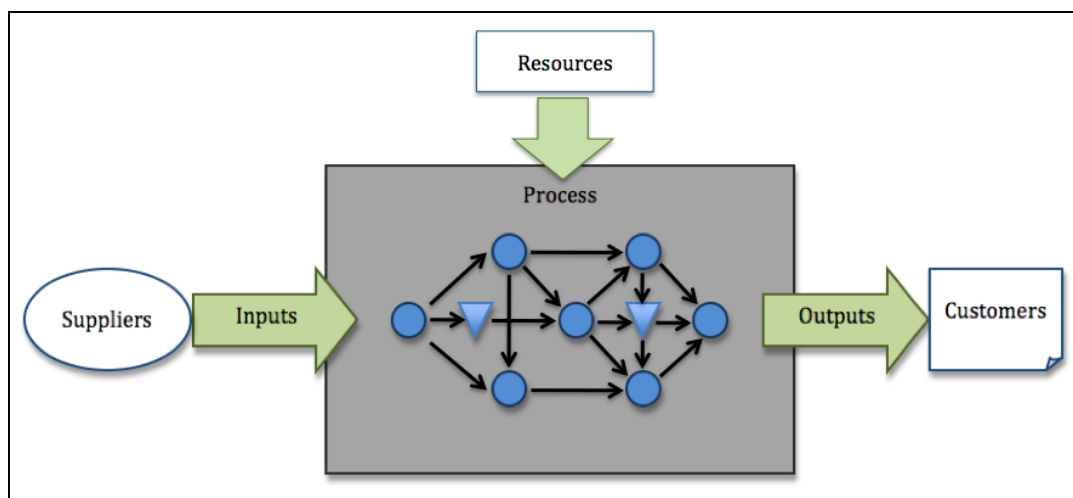 Resources
Process
Suppliers
Inputs
Outputs
Customers